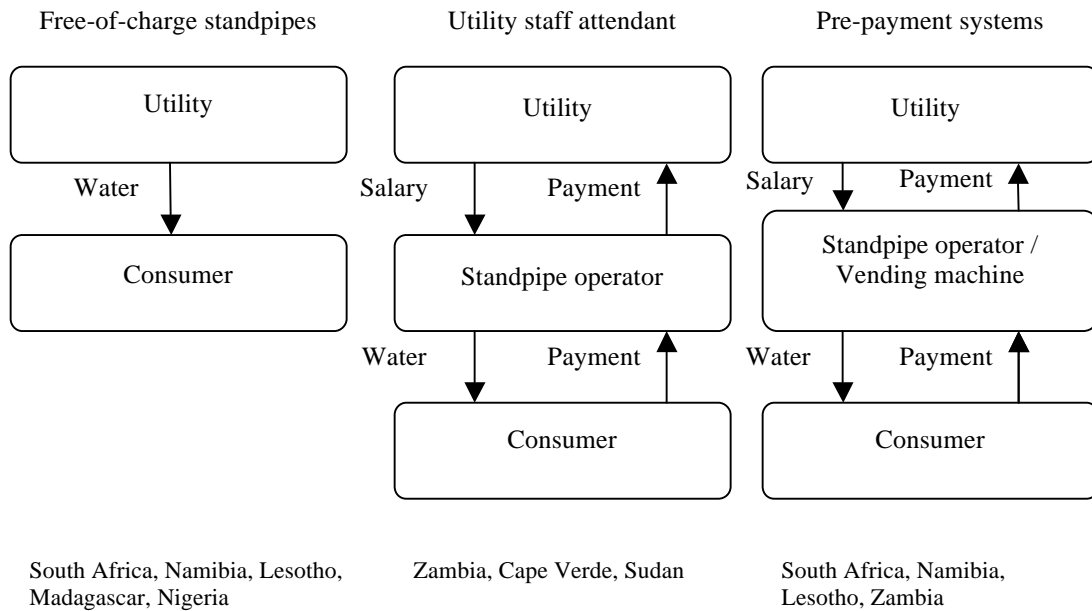 Free-of-charge standpipes
Utility
Water
Consumer
South Africa, Namibia, Lesotho,
Madagascar, Nigeria
Utility staff attendant
Utility
Salary
Payment
Standpipe operator
Water
Payment
Consumer
Zambia, Cape Verde, Sudan
Pre-payment systems
Utility
Salary
Payment
Standpipe operator /
Vending machine
Water
Payment
Consumer
South Africa, Namibia,
Lesotho, Zambia